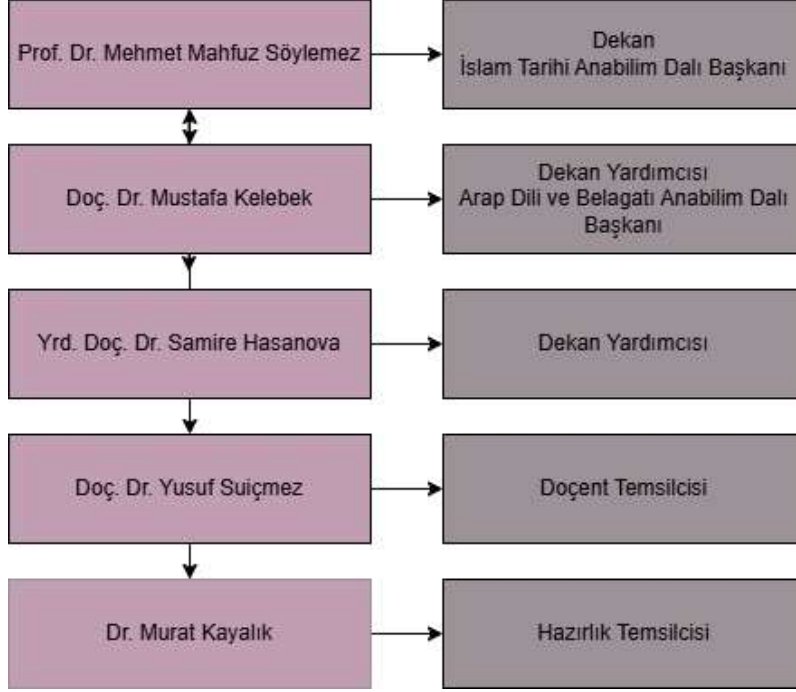 Prof. Dr. Mehmet Mahfuz Söylemez
Dekan
İslam Tarihi Anabilim Dalı Başkanı
Doç. Dr. Mustafa Kelebek
Dekan Yardımcısı
Arap Dili ve Belagatı Anabilim Dalı
Başkanı
Yrd. Doç. Dr. Samire Hasanova
Dekan Yardımcısı
Doç. Dr. Yusuf Suiçmez
Doçent Temsilcisi
Dr. Murat Kayalık
Hazırlık Temsilcisi